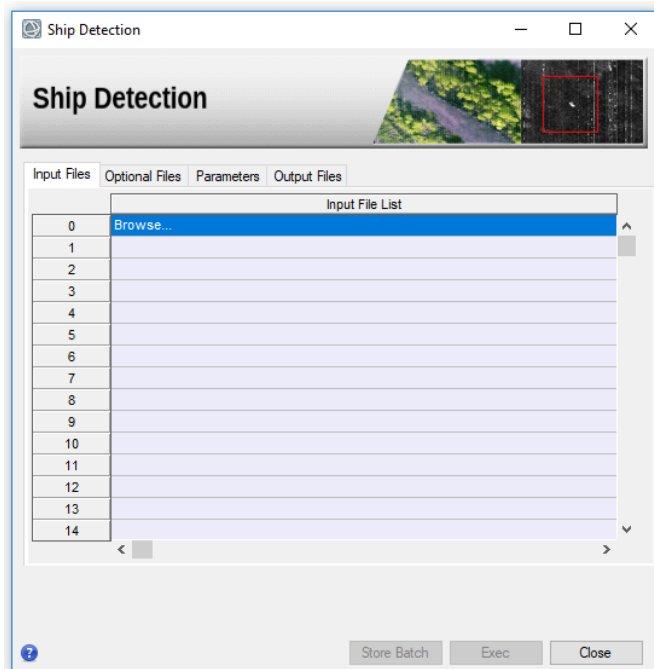 Ship Detection
Ship Detection
Input Files Optional Files Parameters Output Files
Input File List
0 Browse...
1
2
3
4
5
6
7
8
9
10
11
12
13
14
? Store Batch Exec Close